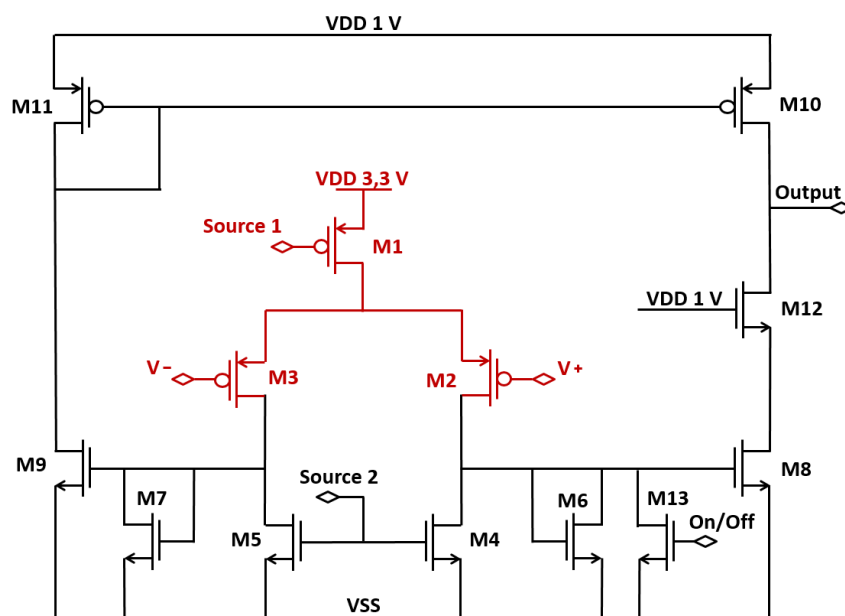 VDD 1 V
M11
M10
VDD 3,3 V
Output
Source 1
M1
VDD 1 V
M12
V-
M3
M2
V+
M9
Source 2
M8
M7
M6
M13
On/Off
M5
M4
VSS